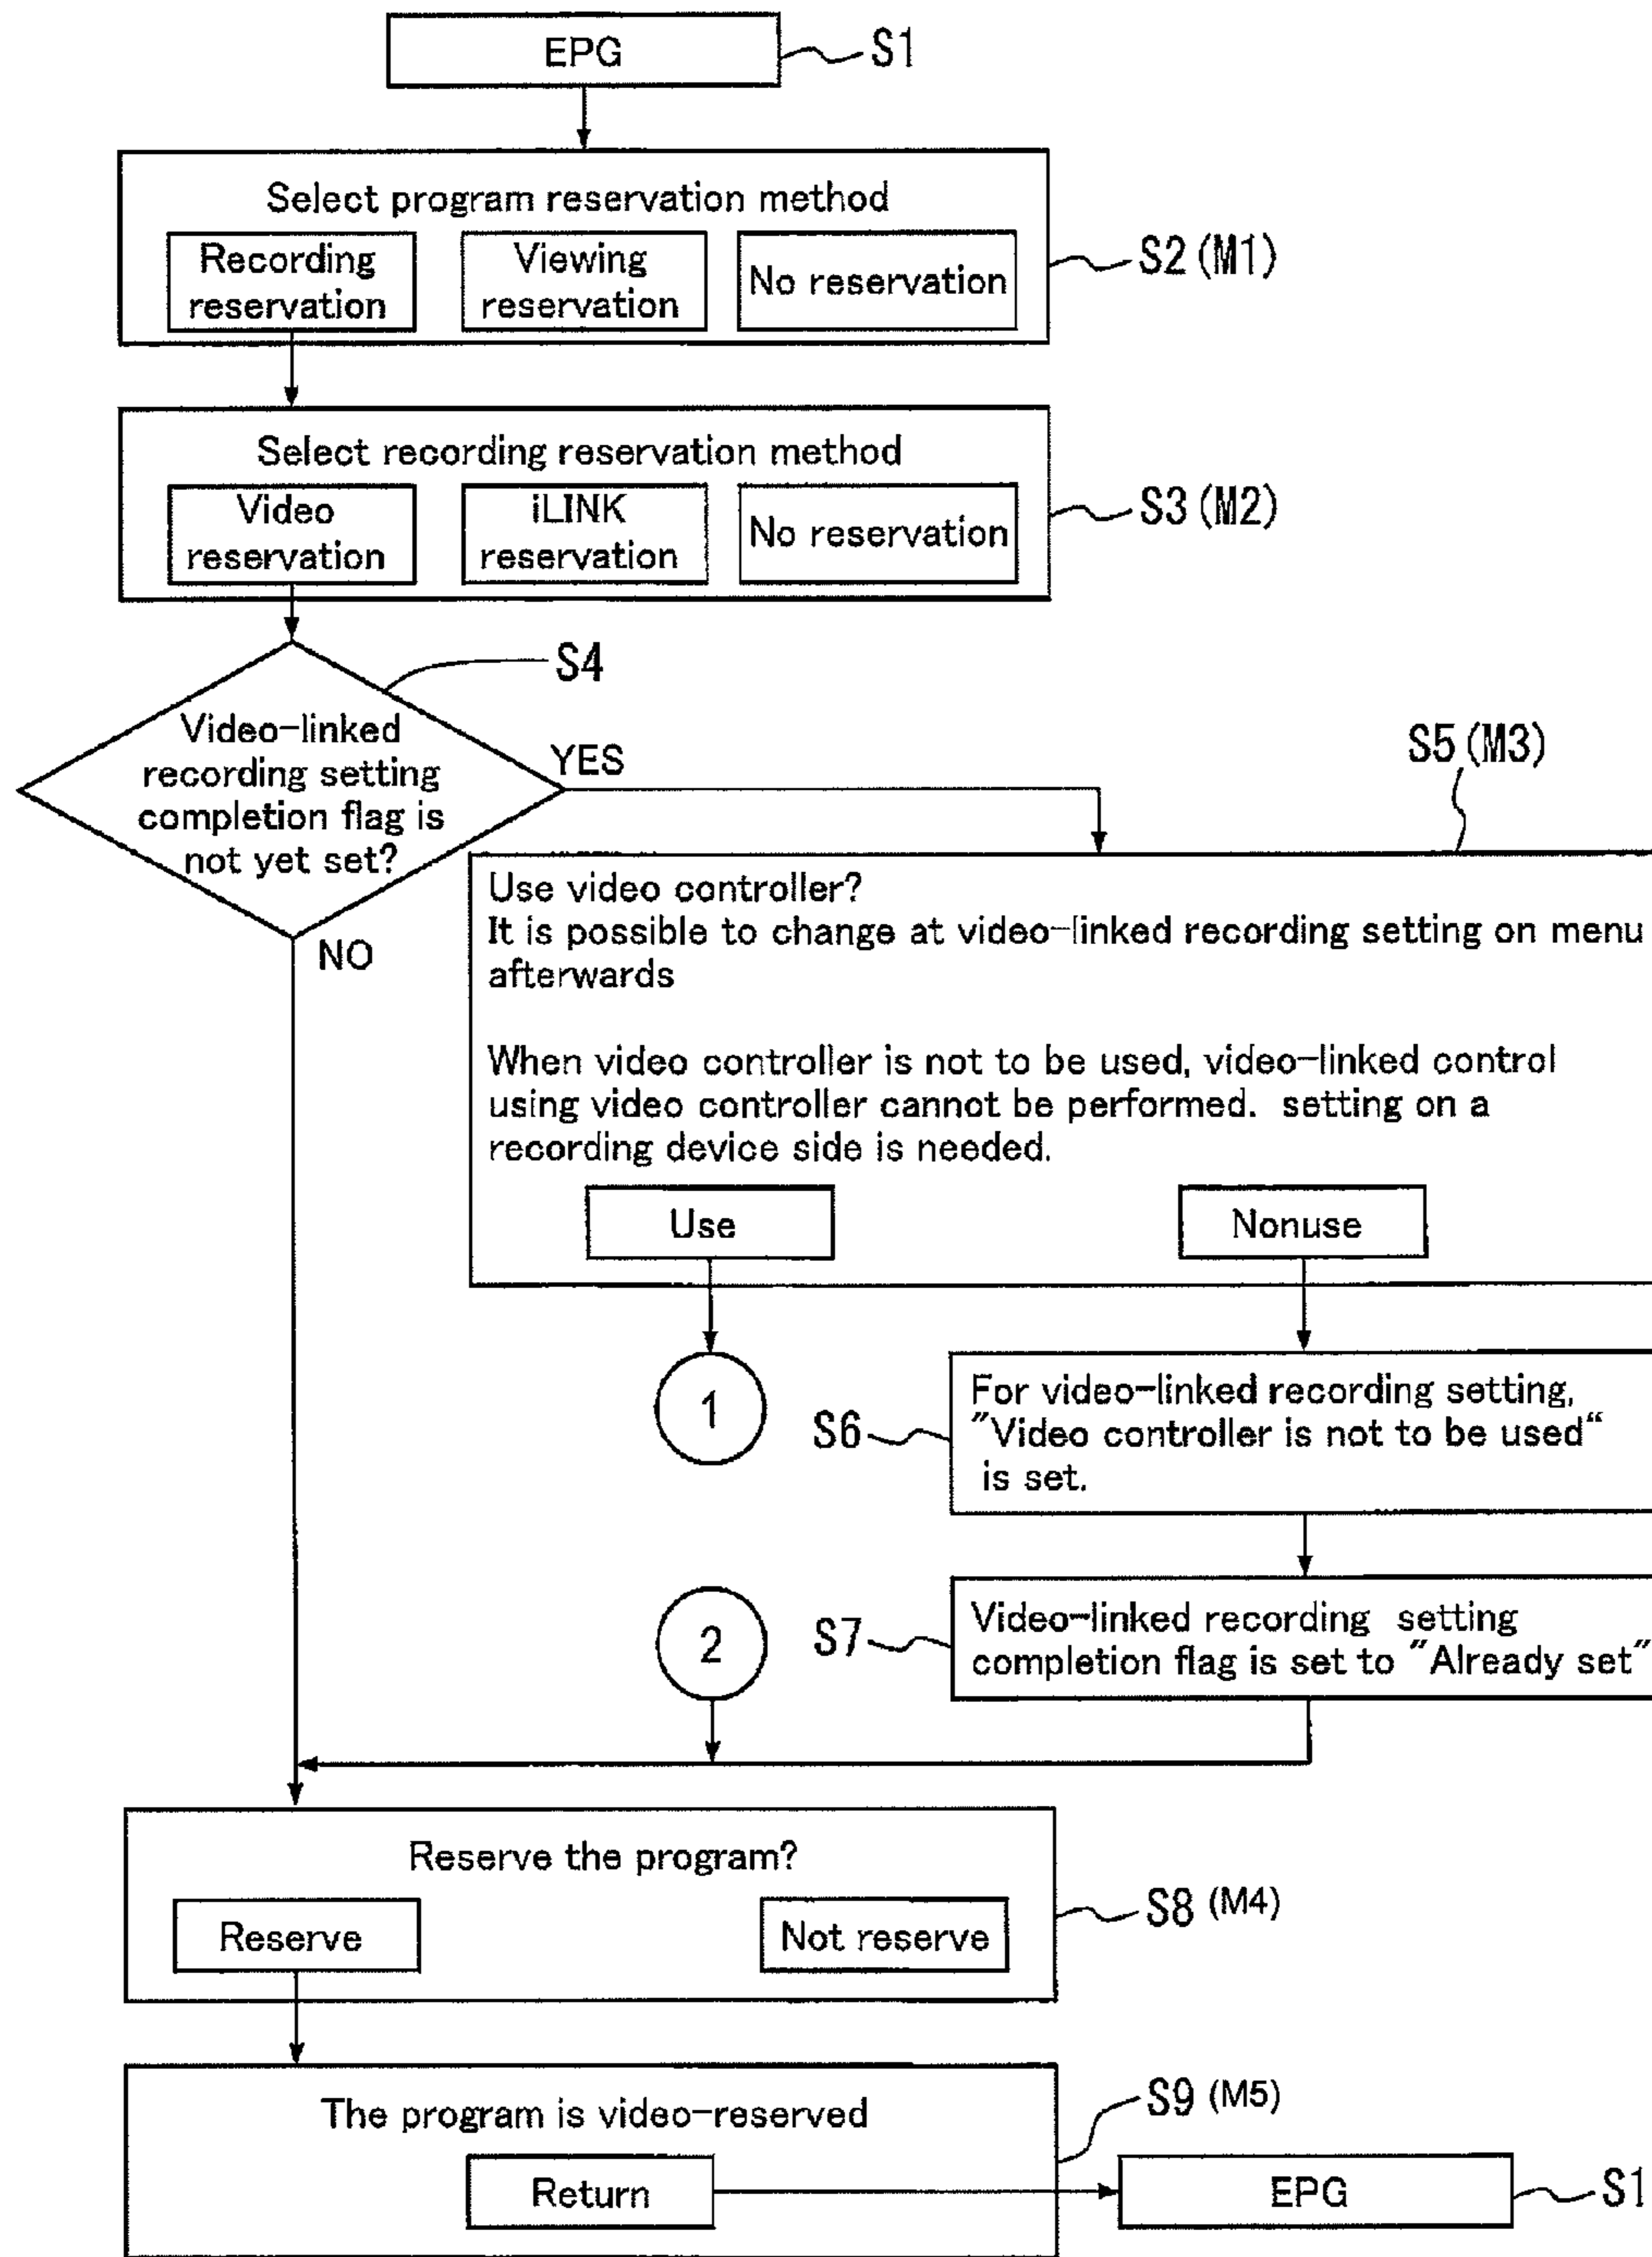 EPG
S1
Select program reservation method
Recording
reservation
Viewing
reservation
No reservation
S2 (M1)
Select recording reservation method
Video
reservation
iLINK
reservation
No reservation
S3 (M2)
S4
Video-linked
recording setting
completion flag is
not yet set?
YES
NO
S5 (M3)
Use video controller?
It is possible to change at video-linked recording setting on menu
afterwards
When video controller is not to be used, video-linked control
using video controller cannot be performed. setting on a
recording device side is needed.
Use
Nonuse
1
S6
For video-linked recording setting,
"Video controller is not to be used"
is set.
2
S7
Video-linked recording setting
completion flag is set to "Already set"
Reserve the program?
Reserve
Not reserve
S8 (M4)
The program is video-reserved
Return
S9 (M5)
EPG
S1